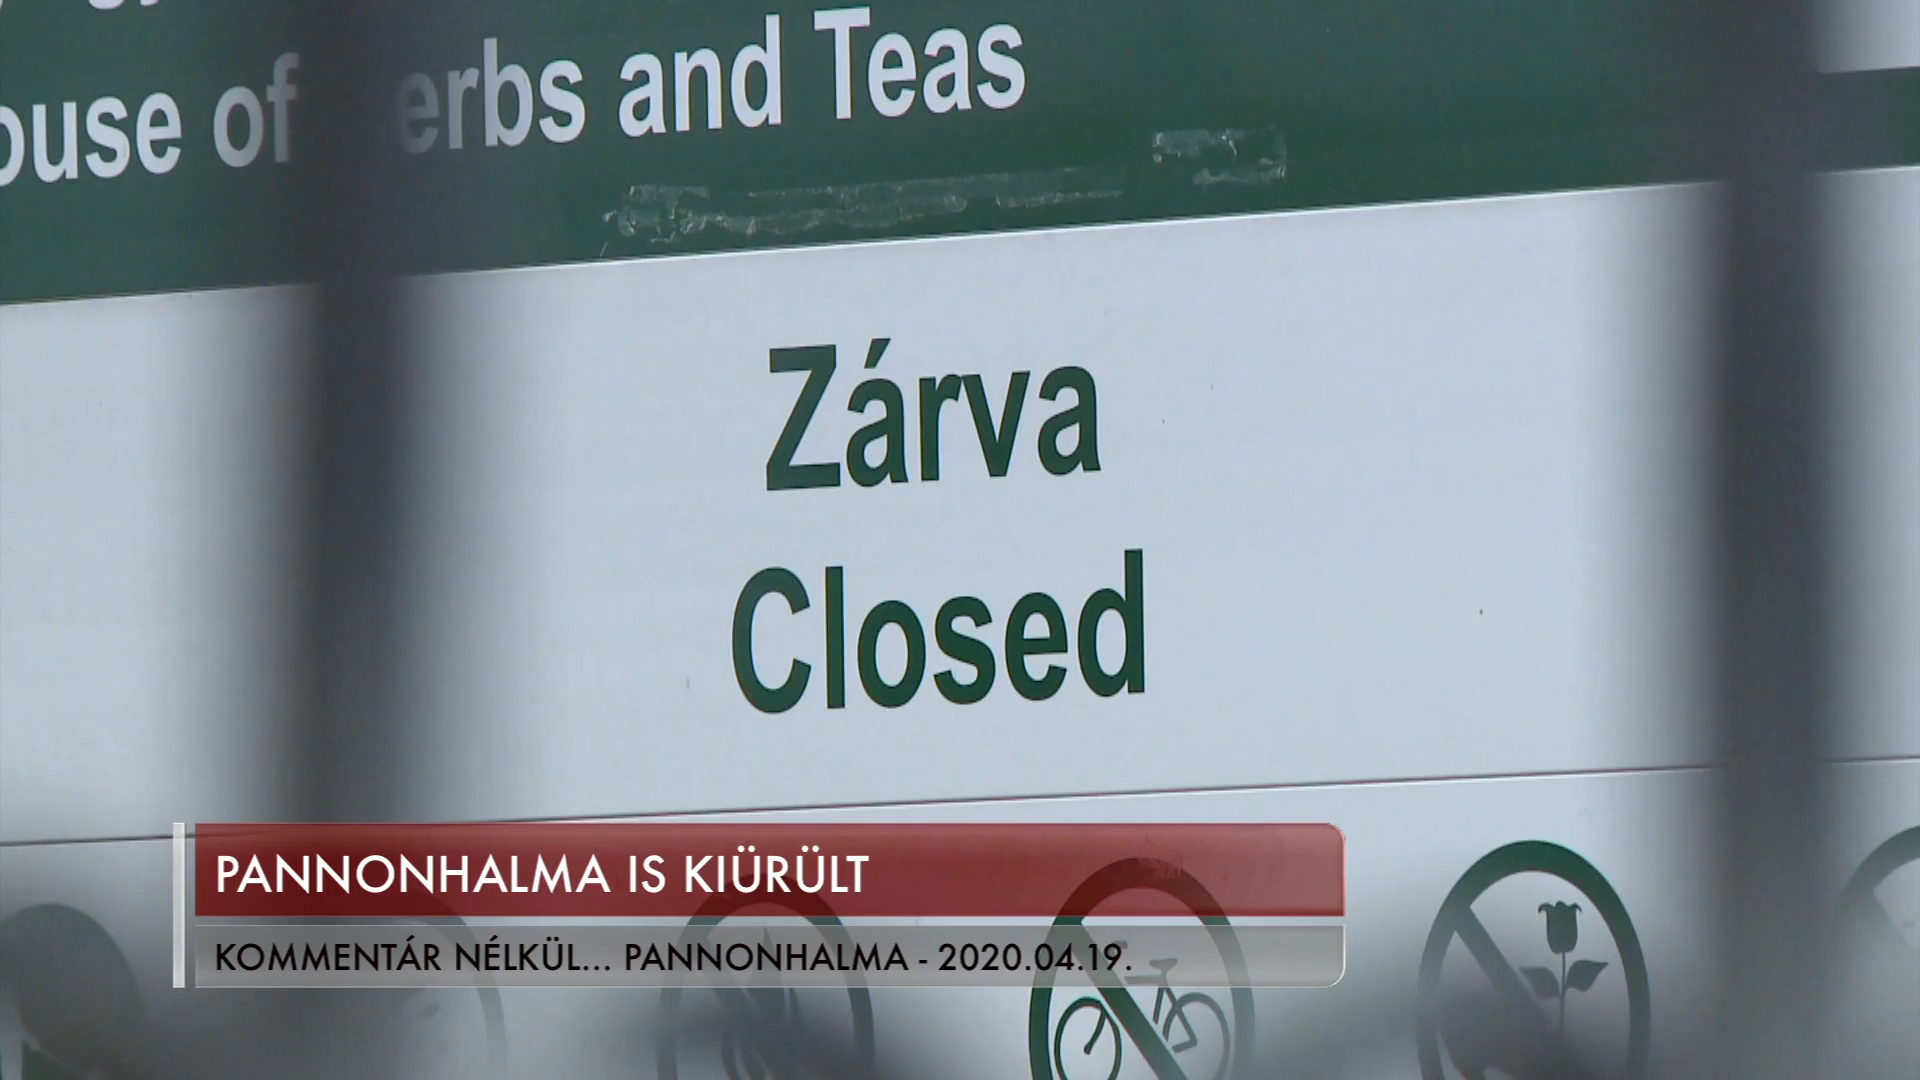 ouse of erbs and Teas
Zárva
Closed
PANNONHALMA IS KIÜRÜLT
KOMMENTÁR NÉLKÜL... PANNONHALMA - 2020.04.19.